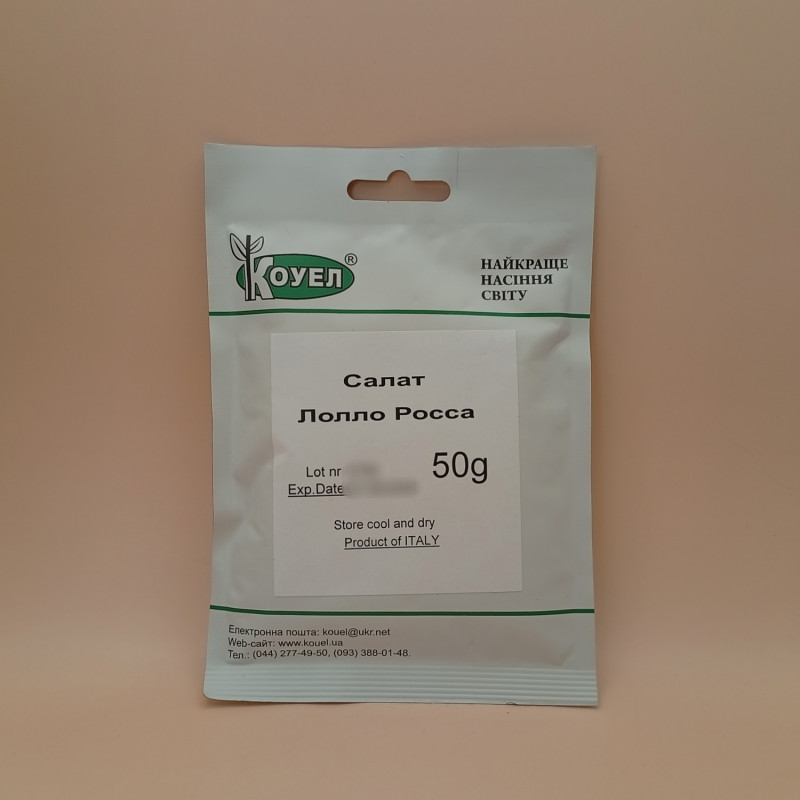 КОУЕЛ®
НАЙКРАЩЕ
НАСІННЯ
СВІТУ
Салат
Лолло Росса
Lot nr
50g
Exp.Date
Store cool and dry
Product of ITALY
Електронна пошта: kouel@ukr.net
Web-сайт: www.kouel.ua
Тел.: (044) 277-49-50, (093) 388-01-48.